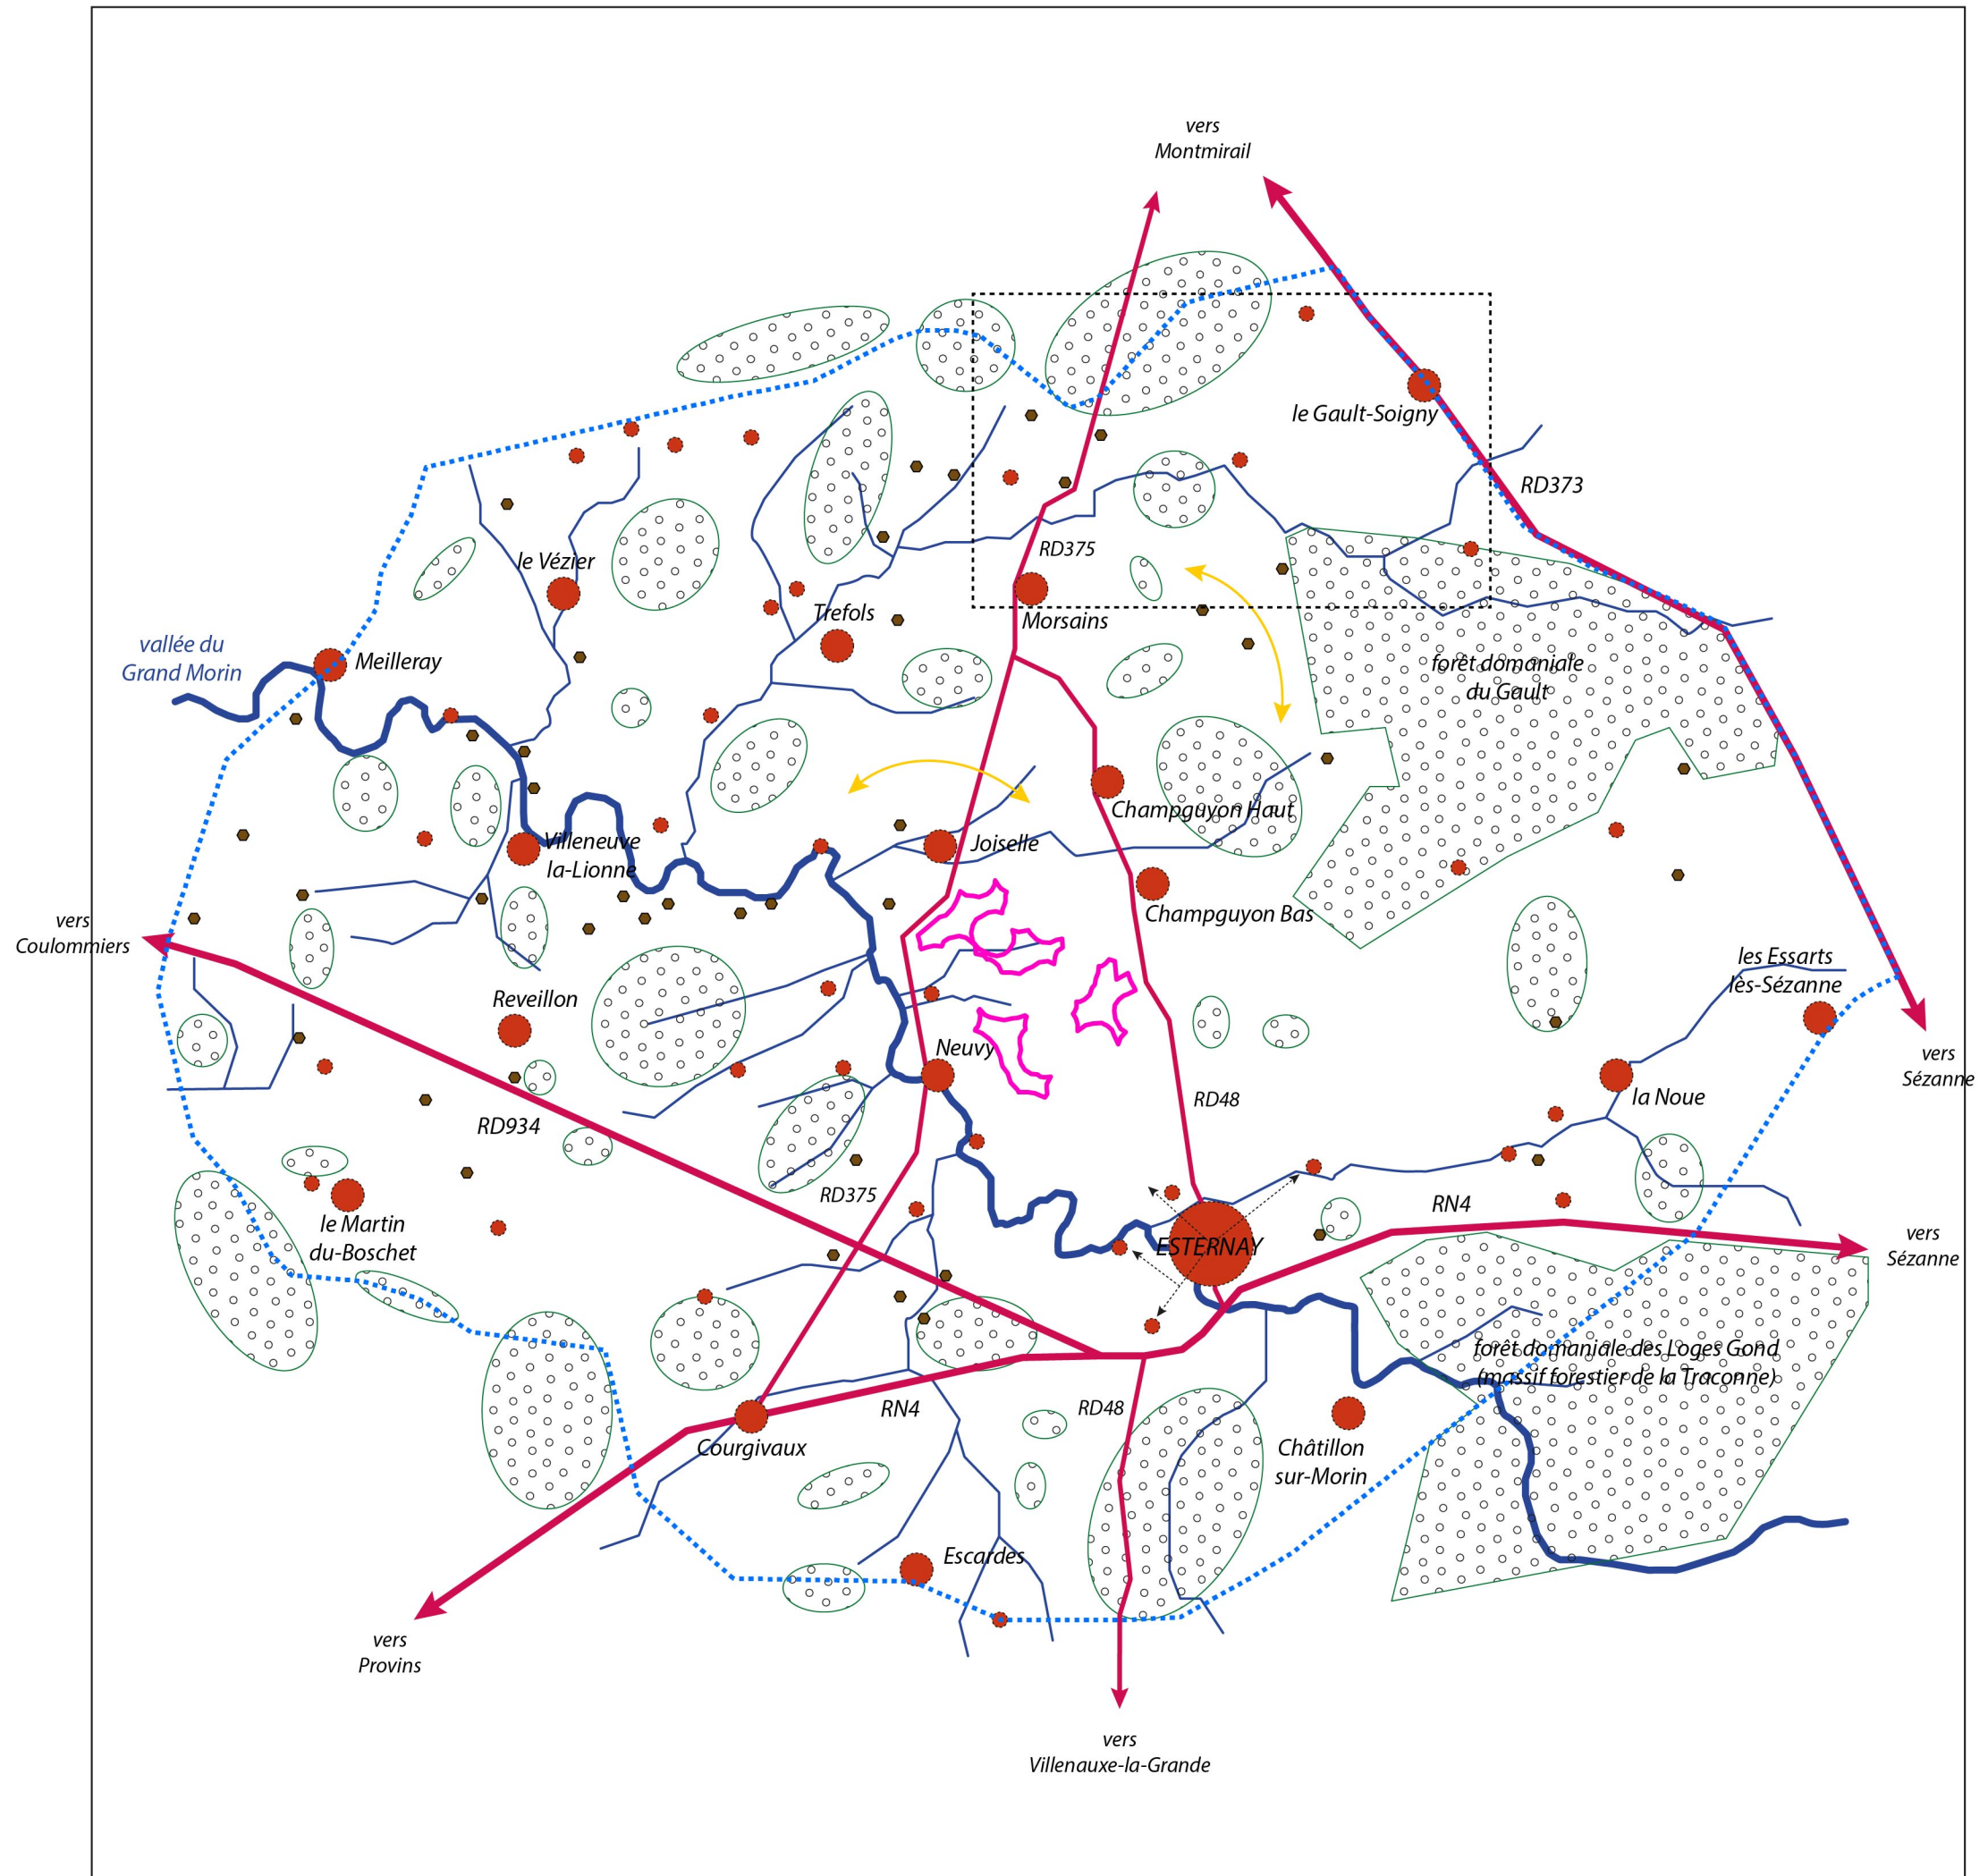 vers
Montmirail
le Gault-Soigny
RD373
RD375
le Vézier
Trefols
Morsains
vallée du
Grand Morin
Meilleray
forêt domaniale
du Gault
Champguyon Haut
Villeneuve
la-Lionne
Joiselle
Champguyon Bas
vers
Coulommiers
les Essarts
lès-Sézanne
Reveillon
Neuvy
vers
Sézanne
la Noue
RD48
RD934
RD375
RN4
le Martin
du-Boschet
ESTERNAY
vers
Sézanne
forêt domaniale des Loges Gond
(massif forestier de la Traconne)
RN4
RD48
Courgivaux
Châtillon
sur-Morin
Escardes
vers
Provins
vers
Villenauxe-la-Grande